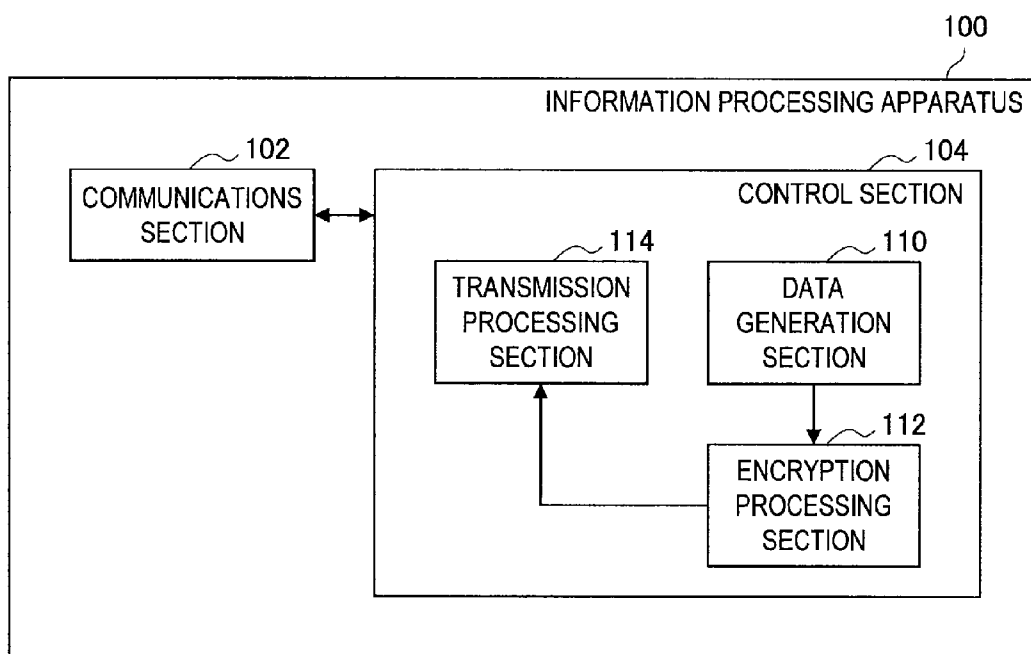 100
INFORMATION PROCESSING APPARATUS
102
COMMUNICATIONS
SECTION
104
CONTROL SECTION
114
TRANSMISSION
PROCESSING
SECTION
110
DATA
GENERATION
SECTION
112
ENCRYPTION
PROCESSING
SECTION